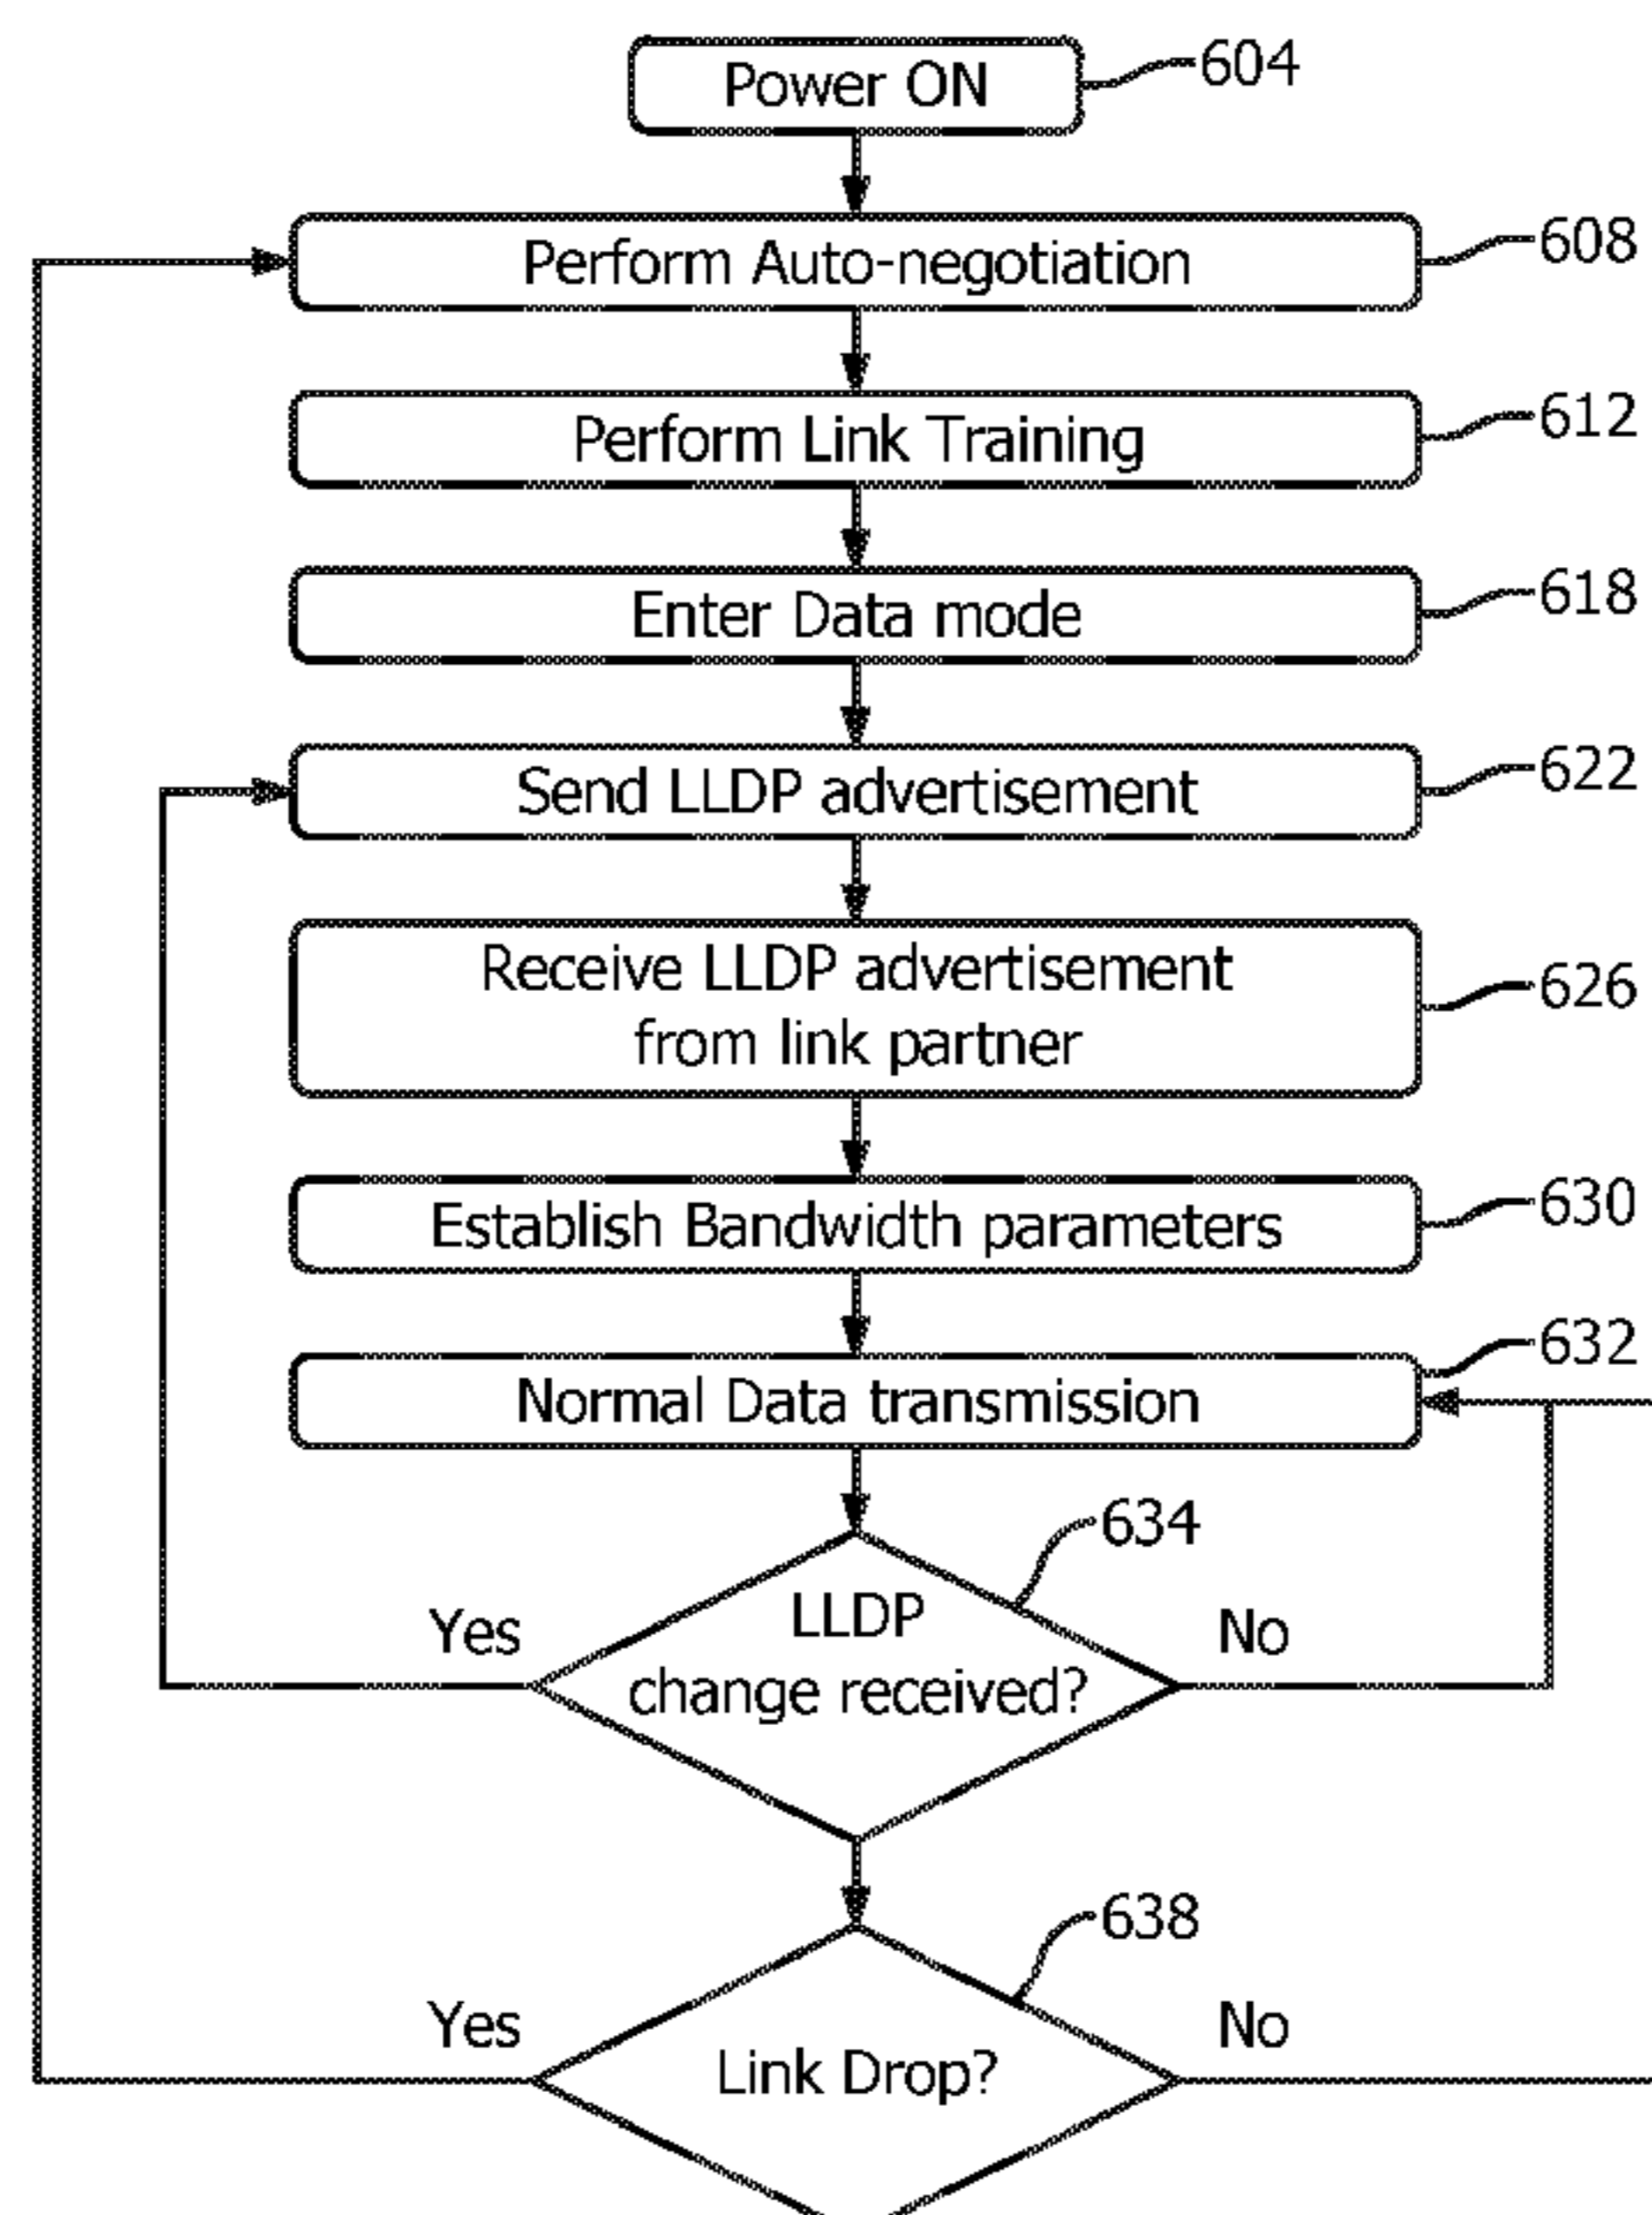 Power ON
604
Perform Auto-negotiation
608
Perform Link Training
612
Enter Data mode
618
Send LLDP advertisement
622
Receive LLDP advertisement
from link partner
626
Establish Bandwidth parameters
630
Normal Data transmission
632
634
Yes
LLDP
No
change received?
638
Yes
No
Link Drop?